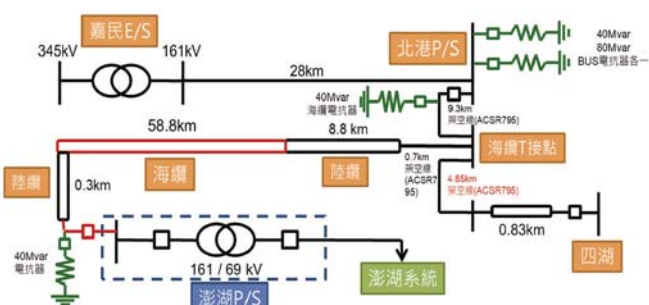 嘉民E/S
345kV
161kV
28km
北港P/S
40Mvar
80Mvar
BUS電抗器各一
40Mvar
海纜電抗器
9.3km
架空線(ACSR795)
58.8km
8.8 km
海纜
陸纜
0.7km
架空線
(ACSR7
95)
海纜T接點
4.65km
架空線(ACSR795)
陸纜
0.3km
0.83km
四湖
40Mvar
電抗器
161 / 69 kV
澎湖P/S
澎湖系統